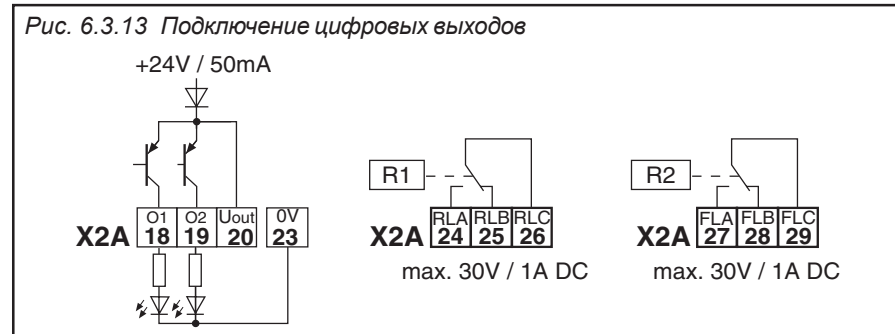 Рис. 6.3.13 Подключение цифровых выходов
+24V / 50mA
R1
R2
O1 O2 Uout 0V
X2A 18 19 20 23
RLA RLB RLC
X2A 24 25 26
FLA FLB FLC
X2A 27 28 29
max. 30V / 1A DC
max. 30V / 1A DC